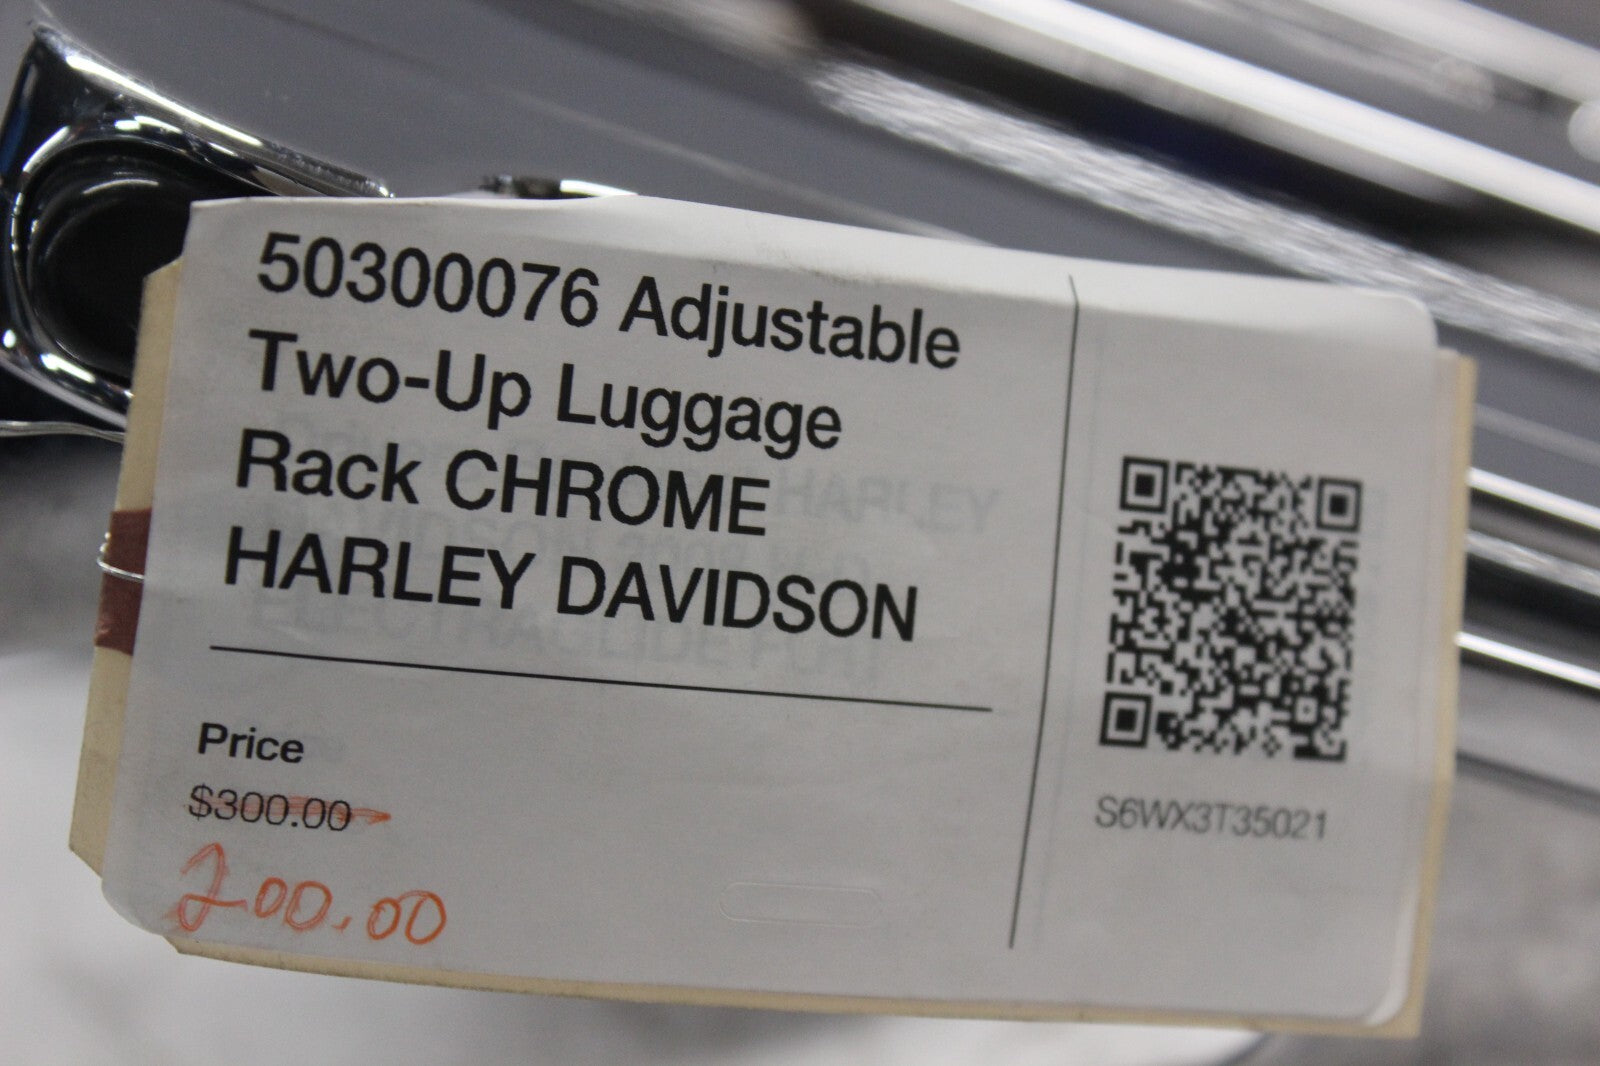 50300076 Adjustable
Two-Up Luggage
Rack CHROME
HARLEY DAVIDSON
Price
$300.00
200.00
S6WX3T35021